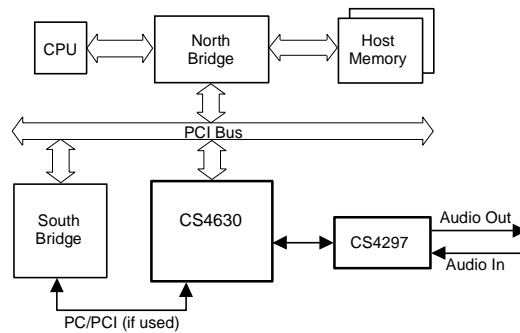 CPU
North
Bridge
Host
Memory
PCI Bus
South
Bridge
CS4630
CS4297
Audio Out
Audio In
PC/PCI (if used)